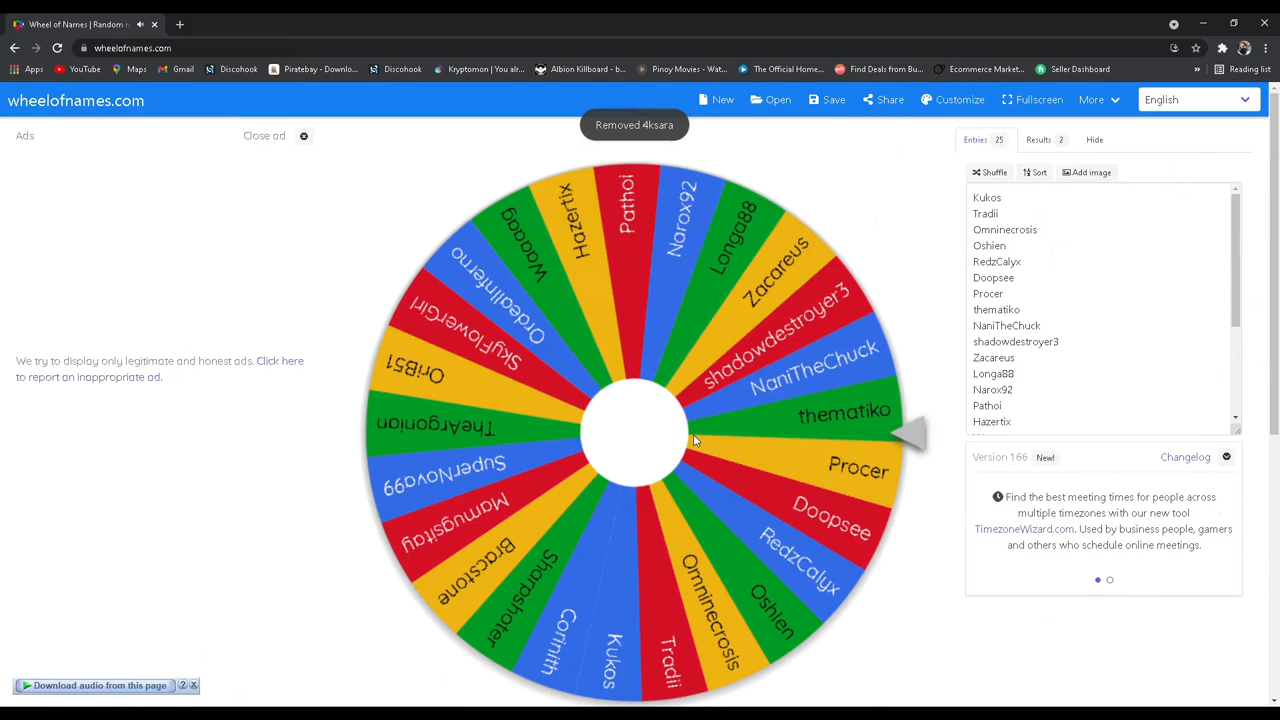 Wheel of Names | Random n
wheelofnames.com
Apps YouTube Maps Gmail Discohook Piratebay - Downlo... Discohook Kryptomon | You alr... Albion Killboard - b... Pinoy Movies - Wat... The Official Home... Find Deals from Bu... Ecommerce Market... Seller Dashboard » Reading list
wheelofnames.com New Open Save Share Customize Fullscreen More English
Removed 4ksara
Ads Close ad
We try to display only legitimate and honest ads. Click here
to report an inappropriate ad.
Pathoi
Narox92
Longa88
Zacareus
shadowdestroyer3
NaniTheChuck
thematiko
Procer
Doopsee
RedzCalyx
Oshien
Omninecrosis
Tradii
Kukos
Corinith
Sharpshoter
Bracstone
Mamugsitay
SuperNova99
TheArgonian
OriB51
SkyFlowerGirl
OrdealInferno
Waaaag
Hazertix
Entries 25 Results 2 Hide
Shuffle Sort Add image
Kukos
Tradii
Omninecrosis
Oshien
RedzCalyx
Doopsee
Procer
thematiko
NaniTheChuck
shadowdestroyer3
Zacareus
Longa88
Narox92
Pathoi
Hazertix
Version 166 New! Changelog
Find the best meeting times for people across
multiple timezones with our new tool
TimezoneWizard.com. Used by business people, gamers
and others who schedule online meetings.
Download audio from this page ? X